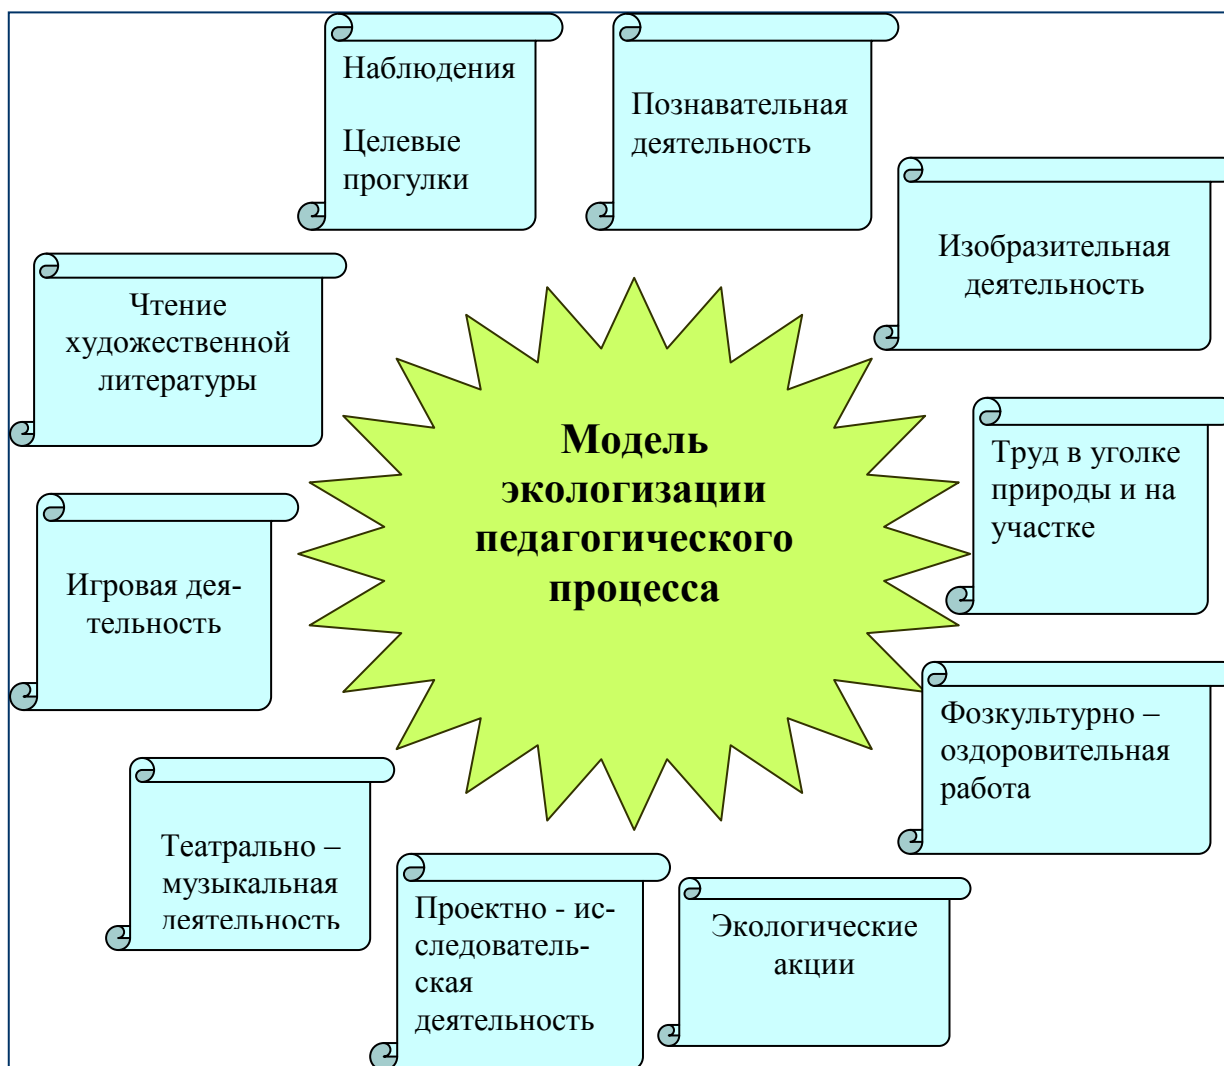 Наблюдения
Целевые
прогулки
Познавательная
деятельность
Изобразительная
деятельность
Чтение
художественной
литературы
Модель
экологизации
педагогического
процесса
Труд в уголке
природы и на
участке
Игровая дея-
тельность
Фозкультурно –
оздоровительная
работа
Театрально –
музыкальная
деятельность
Проектно - ис-
следователь-
ская
деятельность
Экологические
акции